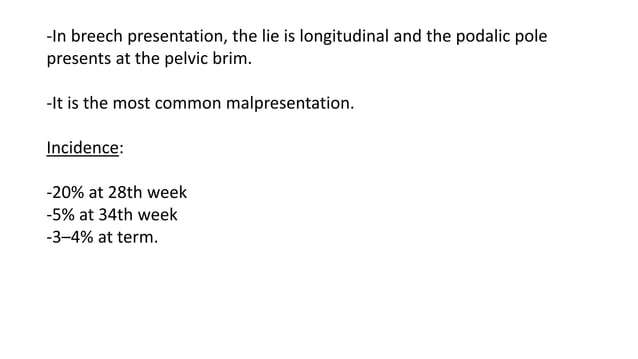 -In breech presentation, the lie is longitudinal and the podalic pole
presents at the pelvic brim.
-It is the most common malpresentation.
Incidence:
-20% at 28th week
-5% at 34th week
-3–4% at term.